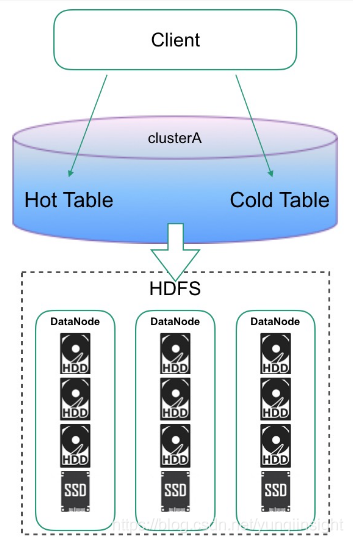 Client
clusterA
Hot Table Cold Table
HDFS
DataNode DataNode DataNode
HDD HDD HDD
HDD HDD HDD
HDD HDD HDD
SSD SSD SSD
https://blog.csdn.net/yunqiinsight